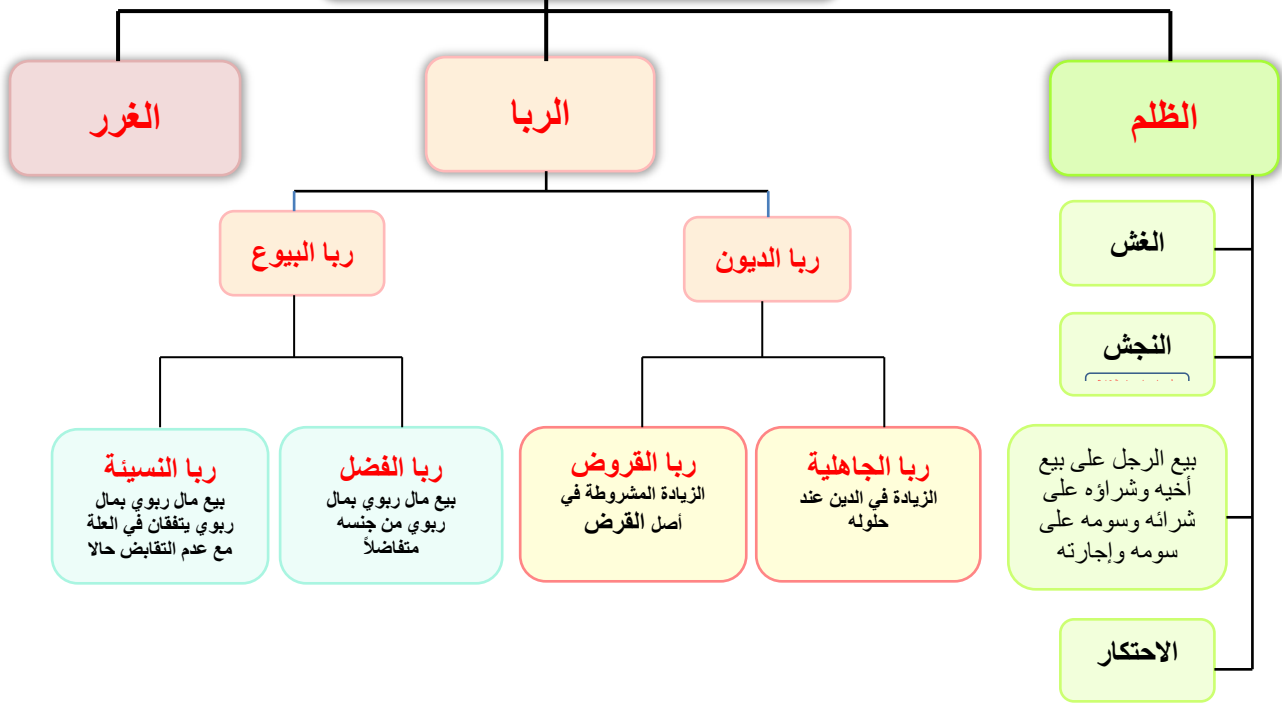 الظلم
الربا
الغرر
الغش
النجش
بيع الرجل على بيع
أخيه وشراؤه على
شرائه وسومه على
سومه وإجارته
الاحتكار
ربا الديون
ربا البيوع
ربا الجاهلية
الزيادة في الدين عند
حلوله
ربا القروض
الزيادة المشروطة في
أصل القرض
ربا الفضل
بيع مال ربوي بمال
ربوي من جنسه
متفاضلاً
ربا النسيئة
بيع مال ربوي بمال
ربوي يتفقان في العلة
مع عدم التقابض حالا